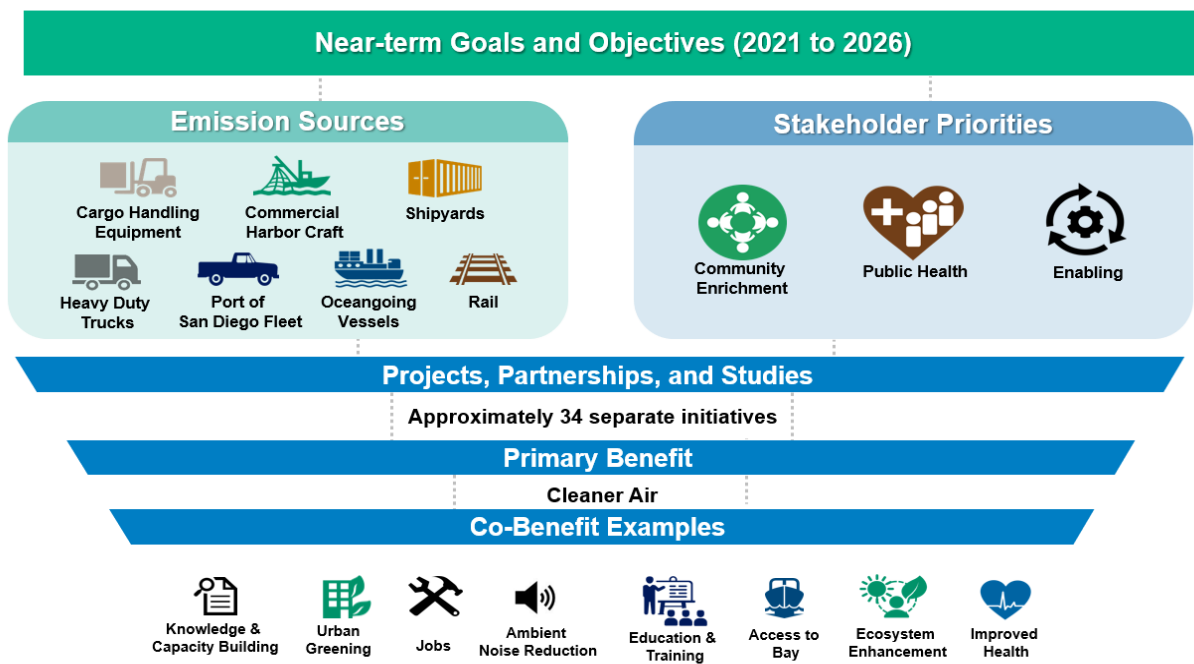 Near-term Goals and Objectives (2021 to 2026)
Emission Sources
Cargo Handling
Equipment
Commercial
Harbor Craft
Shipyards
Heavy Duty
Trucks
Port of
San Diego Fleet
Oceangoing
Vessels
Rail
Stakeholder Priorities
Community
Enrichment
Public Health
Enabling
Projects, Partnerships, and Studies
Approximately 34 separate initiatives
Primary Benefit
Cleaner Air
Co-Benefit Examples
Knowledge &
Capacity Building
Urban
Greening
Jobs
Ambient
Noise Reduction
Education &
Training
Access to
Bay
Ecosystem
Enhancement
Improved
Health